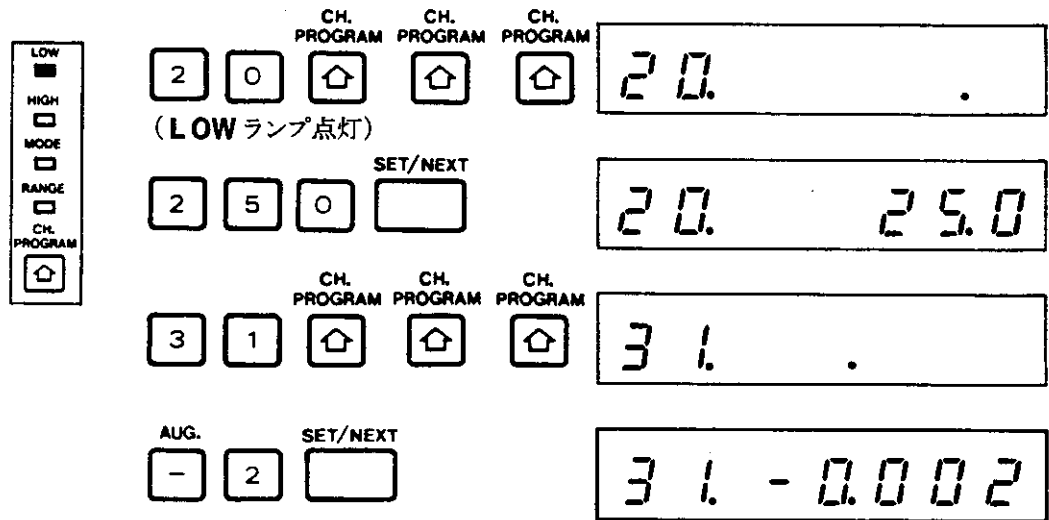 LOW
HIGH
MODE
RANGE
CH.
PROGRAM
CH. CH. CH.
PROGRAM PROGRAM PROGRAM
2 0
20. .
(LOWランプ点灯)
SET/NEXT
2 5 0
20. 25.0
CH. CH. CH.
PROGRAM PROGRAM PROGRAM
3 1
31. .
AUG. SET/NEXT
- 2
31. -0.002